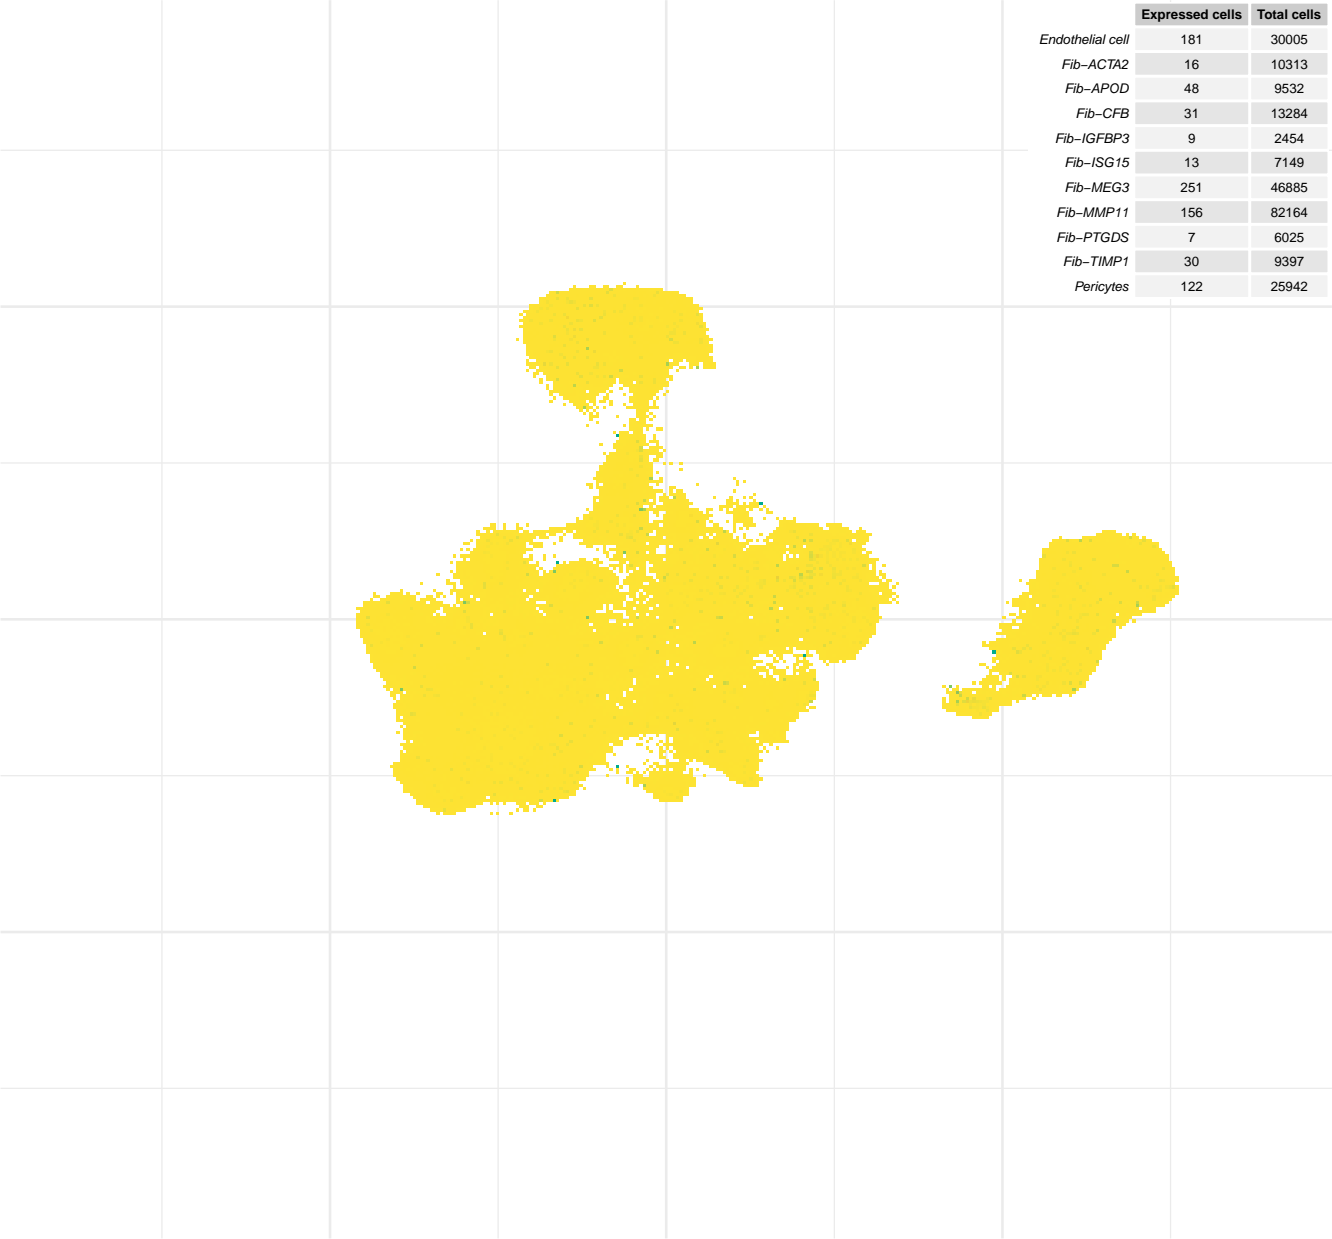 Expressed cells Total cells
Endothelial cell 181 30005
Fib−ACTA2 16 10313
Fib−APOD 48 9532
Fib−CFB 31 13284
Fib−IGFBP3 9 2454
Fib−ISG15 13 7149
Fib−MEG3 251 46885
Fib−MMP11 156 82164
Fib−PTGDS 7 6025
Fib−TIMP1 30 9397
Pericytes 122 25942